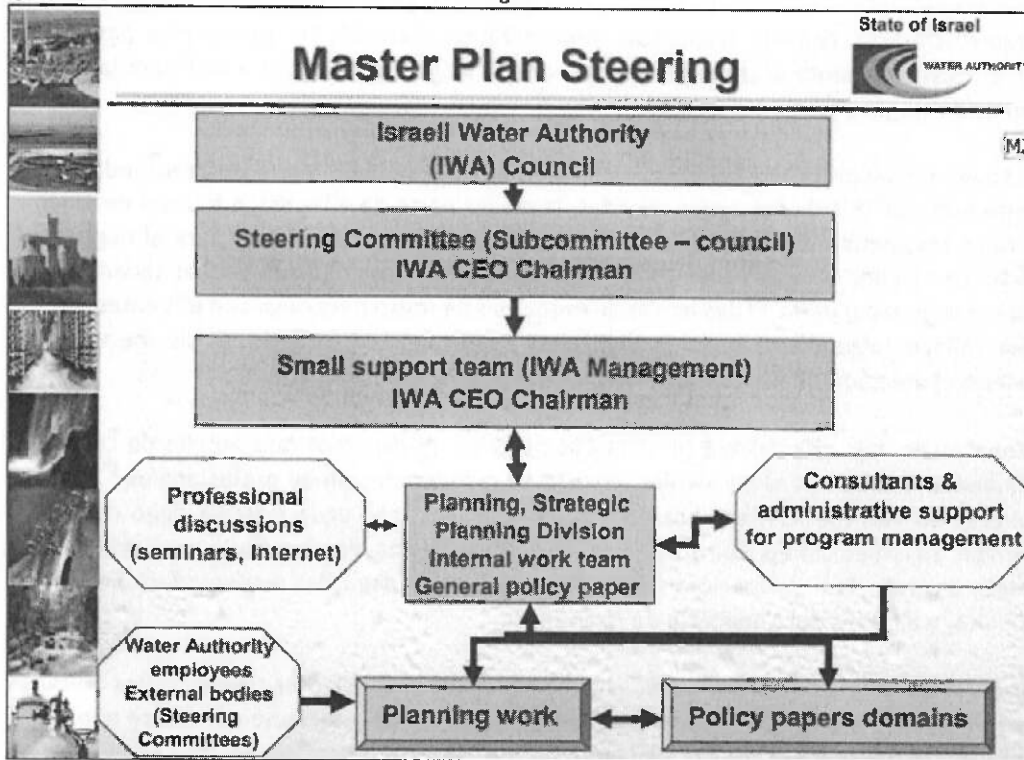 State of Israel
WATER AUTHORITY
Master Plan Steering
Israeli Water Authority
(IWA) Council
Steering Committee (Subcommittee – council)
IWA CEO Chairman
Small support team (IWA Management)
IWA CEO Chairman
Professional
discussions
(seminars, Internet)
Planning, Strategic
Planning Division
Internal work team
General policy paper
Consultants &
administrative support
for program management
Water Authority
employees
External bodies
(Steering
Committees)
Planning work
Policy papers domains